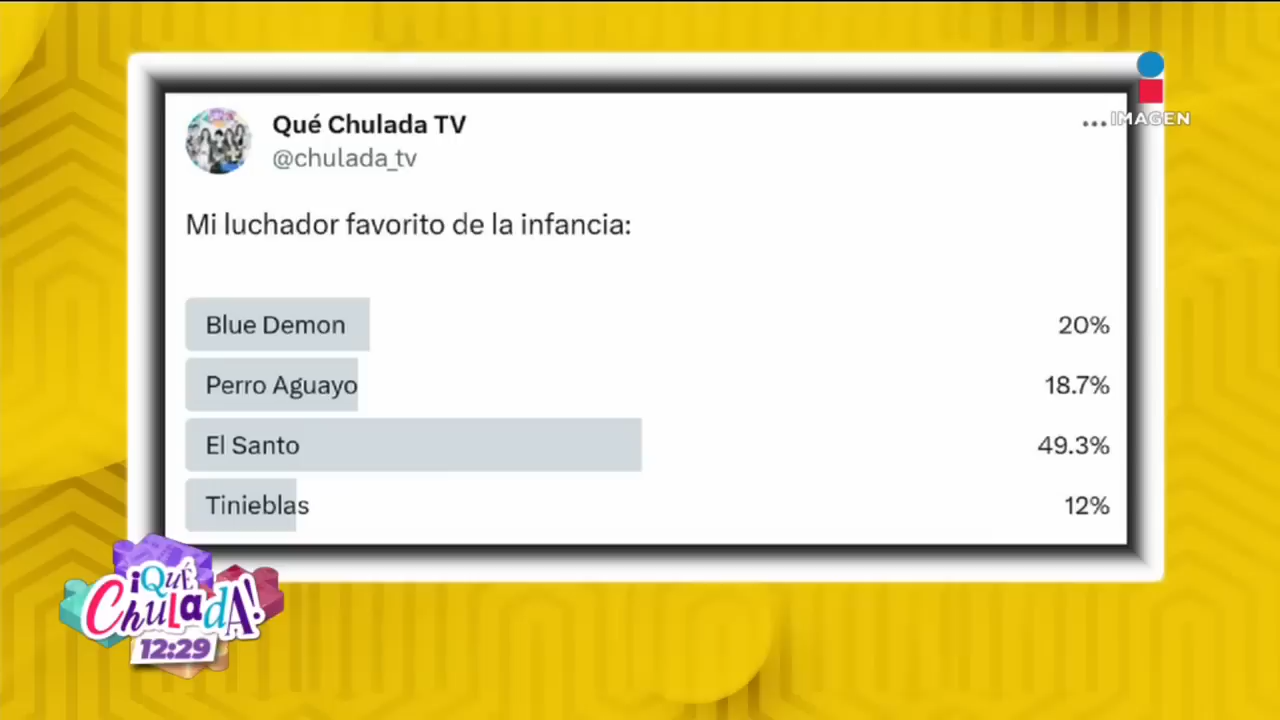 Qué Chulada TV
@chulada_tv
IMAGEN
Mi luchador favorito de la infancia:
Blue Demon 20%
Perro Aguayo 18.7%
El Santo 49.3%
Tinieblas 12%
¡QUÉ
Chulada!
12:29